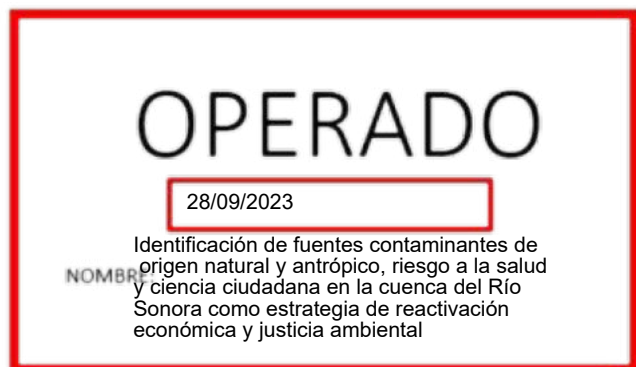 OPERADO
28/09/2023
Identificación de fuentes contaminantes de
NOMBRE: origen natural y antrópico, riesgo a la salud
y ciencia ciudadana en la cuenca del Río
Sonora como estrategia de reactivación
económica y justicia ambiental